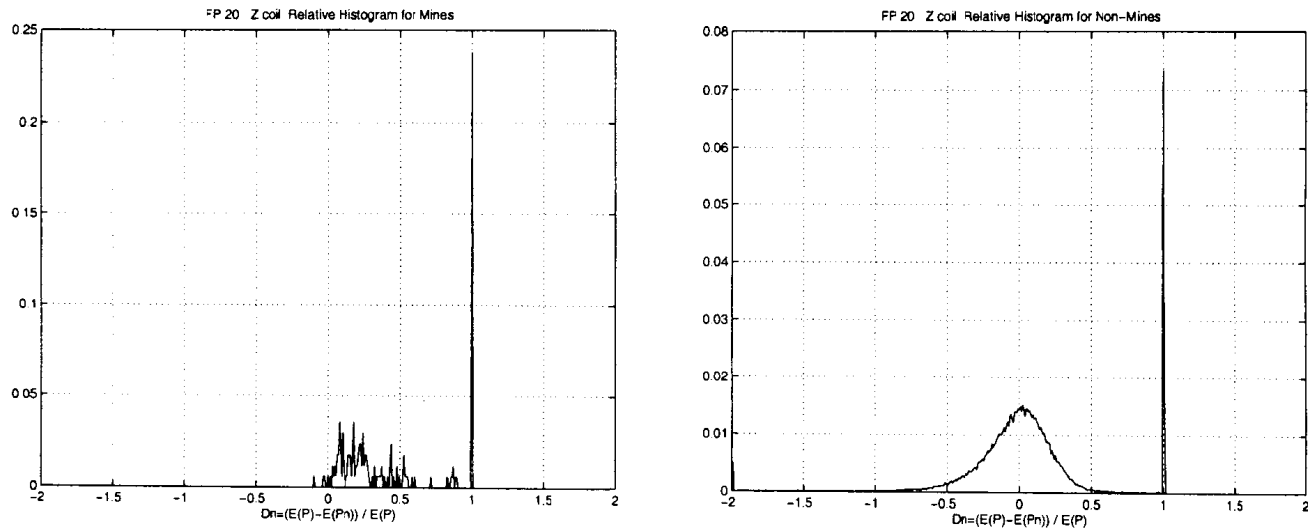 FP 20 Z coil Relative Histogram for Mines
0.25
0.2
0.15
0.1
0.05
0
-2 -1.5 -1 -0.5 0 0.5 1 1.5 2
Dn=(E(P)-E(Pn)) / E(P)
FP 20 Z coil Relative Histogram for Non-Mines
0.08
0.07
0.06
0.05
0.04
0.03
0.02
0.01
0
-2 -1.5 -1 -0.5 0 0.5 1 1.5 2
Dn=(E(P)-E(Pn)) / E(P)